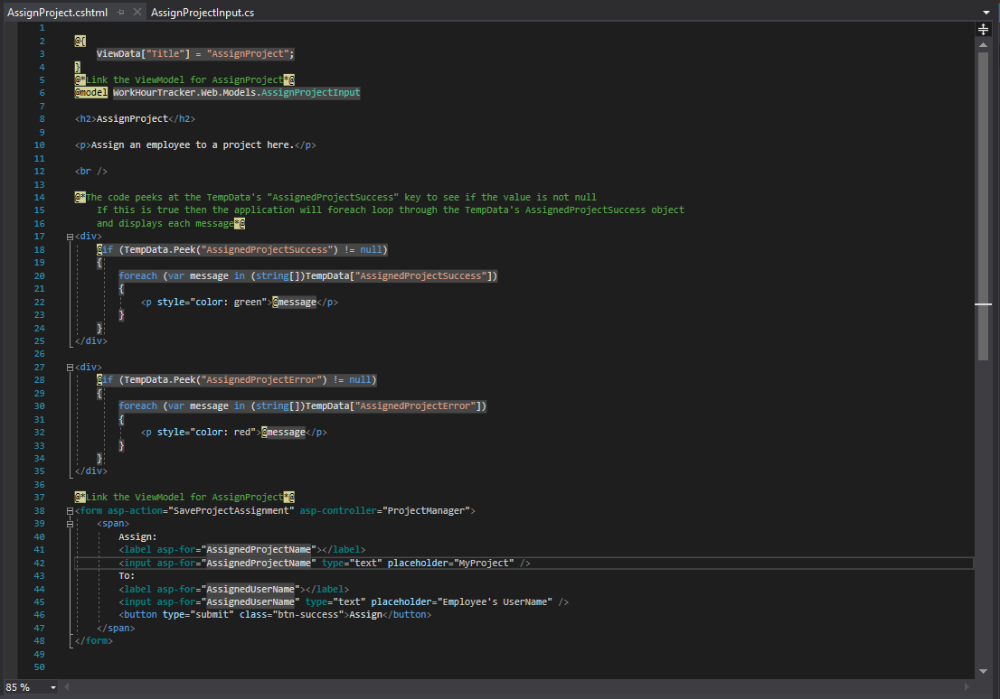 AssignProject.cshtml AssignProjectInput.cs
1
2 @{
3 ViewData["Title"] = "AssignProject";
4 }
5 @*Link the ViewModel for AssignProject*@
6 @model WorkHourTracker.Web.Models.AssignProjectInput
7
8 <h2>AssignProject</h2>
9
10 <p>Assign an employee to a project here.</p>
11
12 <br />
13
14 @*The code peeks at the TempData's "AssignedProjectSuccess" key to see if the value is not null
15 If this is true then the application will foreach loop through the TempData's AssignedProjectSuccess object
16 and displays each message*@
17 <div>
18 @if (TempData.Peek("AssignedProjectSuccess") != null)
19 {
20 foreach (var message in (string[])TempData["AssignedProjectSuccess"])
21 {
22 <p style="color: green">@message</p>
23 }
24 }
25 </div>
26
27 <div>
28 @if (TempData.Peek("AssignedProjectError") != null)
29 {
30 foreach (var message in (string[])TempData["AssignedProjectError"])
31 {
32 <p style="color: red">@message</p>
33 }
34 }
35 </div>
36
37 @*Link the ViewModel for AssignProject*@
38 <form asp-action="SaveProjectAssignment" asp-controller="ProjectManager">
39 <span>
40 Assign:
41 <label asp-for="AssignedProjectName"></label>
42 <input asp-for="AssignedProjectName" type="text" placeholder="MyProject" />
43 To:
44 <label asp-for="AssignedUserName"></label>
45 <input asp-for="AssignedUserName" type="text" placeholder="Employee's UserName" />
46 <button type="submit" class="btn-success">Assign</button>
47 </span>
48 </form>
49
50
85 %